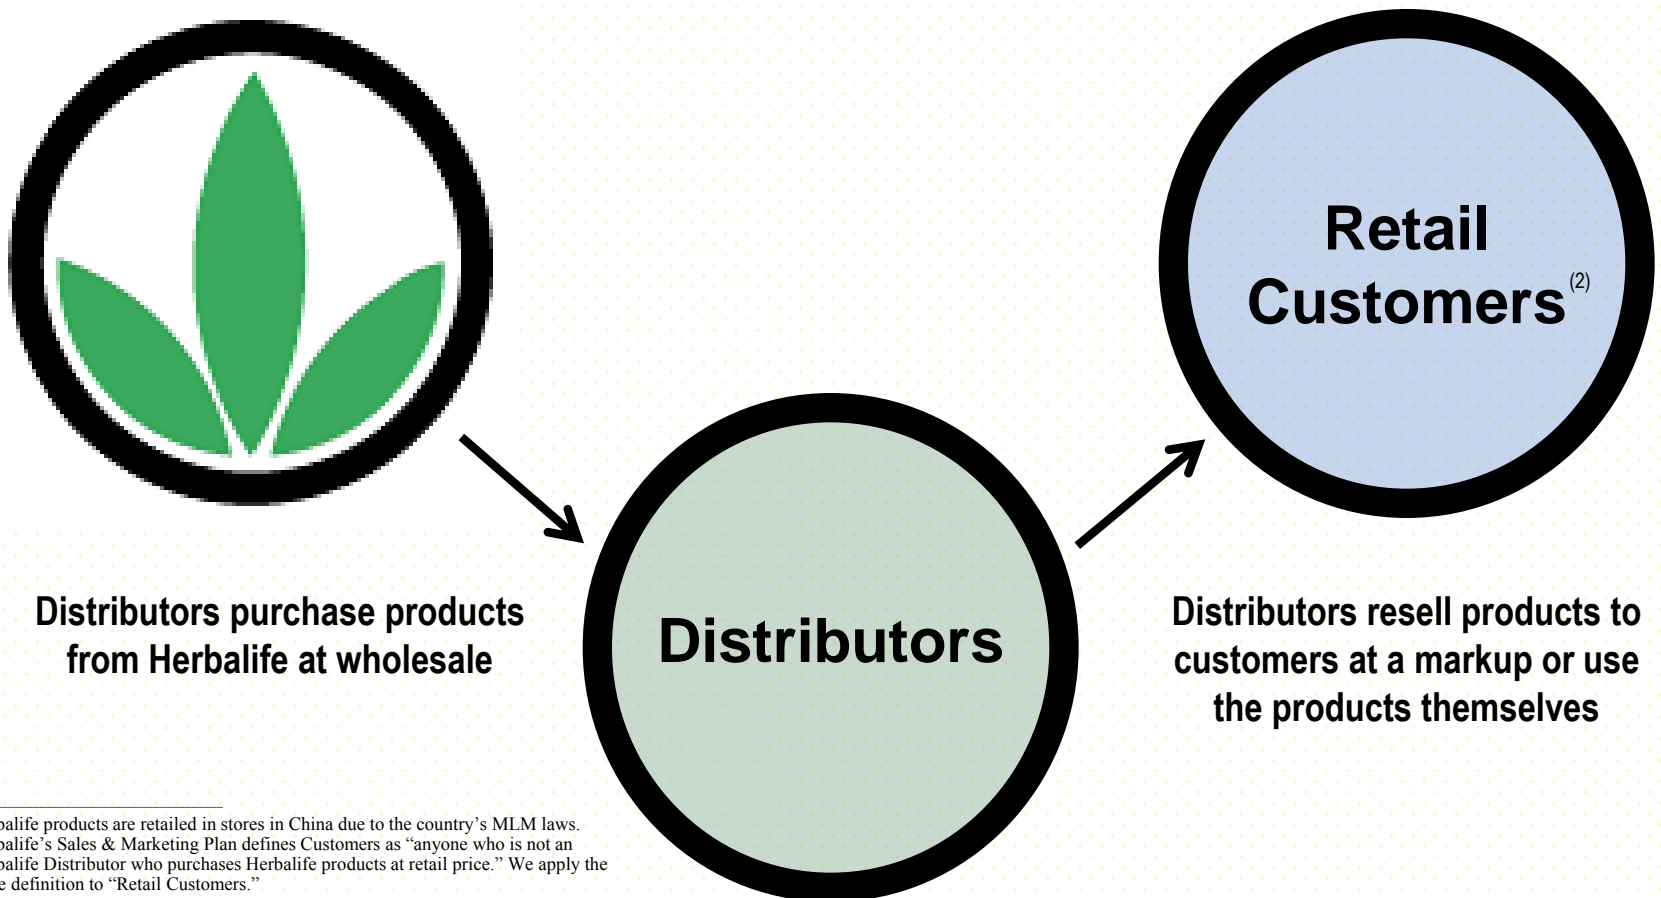 Retail
Customers(2)
Distributors
Distributors purchase products
from Herbalife at wholesale
Distributors resell products to
customers at a markup or use
the products themselves
products are retailed in stores in China due to the country’s MLM laws.
Sales & Marketing Plan defines Customers as “anyone who is not an
Distributor who purchases Herbalife products at retail price.” We apply the
definition to “Retail Customers.”